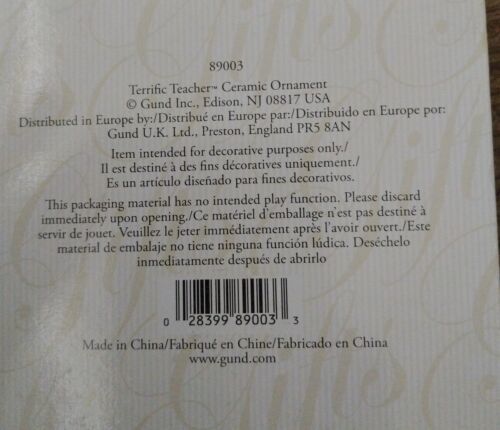 89003
Terrific Teacher™ Ceramic Ornament
© Gund Inc., Edison, NJ 08817 USA
Distributed in Europe by:/Distribué en Europe par:/Distribuido en Europa por:
Gund U.K. Ltd., Preston, England PR5 8AN
Item intended for decorative purposes only./
Il est destiné à des fins décoratives uniquement./
Es un artículo diseñado para fines decorativos.
This packaging material has no intended play function. Please discard
immediately upon opening./Ce matériel d'emballage n'est pas destiné à
servir de jouet. Veuillez le jeter immédiatement après l'avoir ouvert./Este
material de embalaje no tiene ninguna función lúdica. Deséchelo
inmediatamente después de abrirlo
0 28399 89003 3
Made in China/Fabriqué en Chine/Fabricado en China
www.gund.com